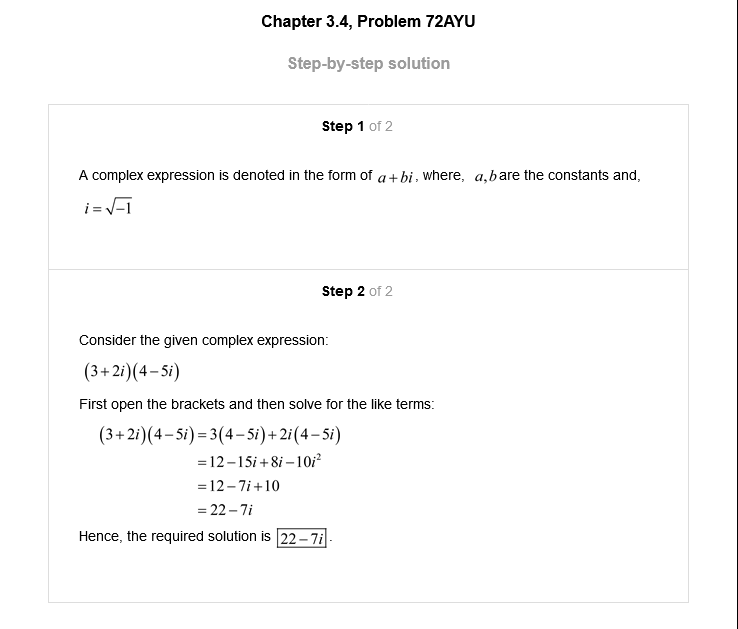 Chapter 3.4, Problem 72AYU
Step-by-step solution
Step 1 of 2
A complex expression is denoted in the form of a+bi, where, a,b are the constants and,
i=√−1
Step 2 of 2
Consider the given complex expression:
(3+2i)(4−5i)
First open the brackets and then solve for the like terms:
(3+2i)(4−5i)=3(4−5i)+2i(4−5i)
=12−15i+8i−10i²
=12−7i+10
=22−7i
Hence, the required solution is 22−7i.